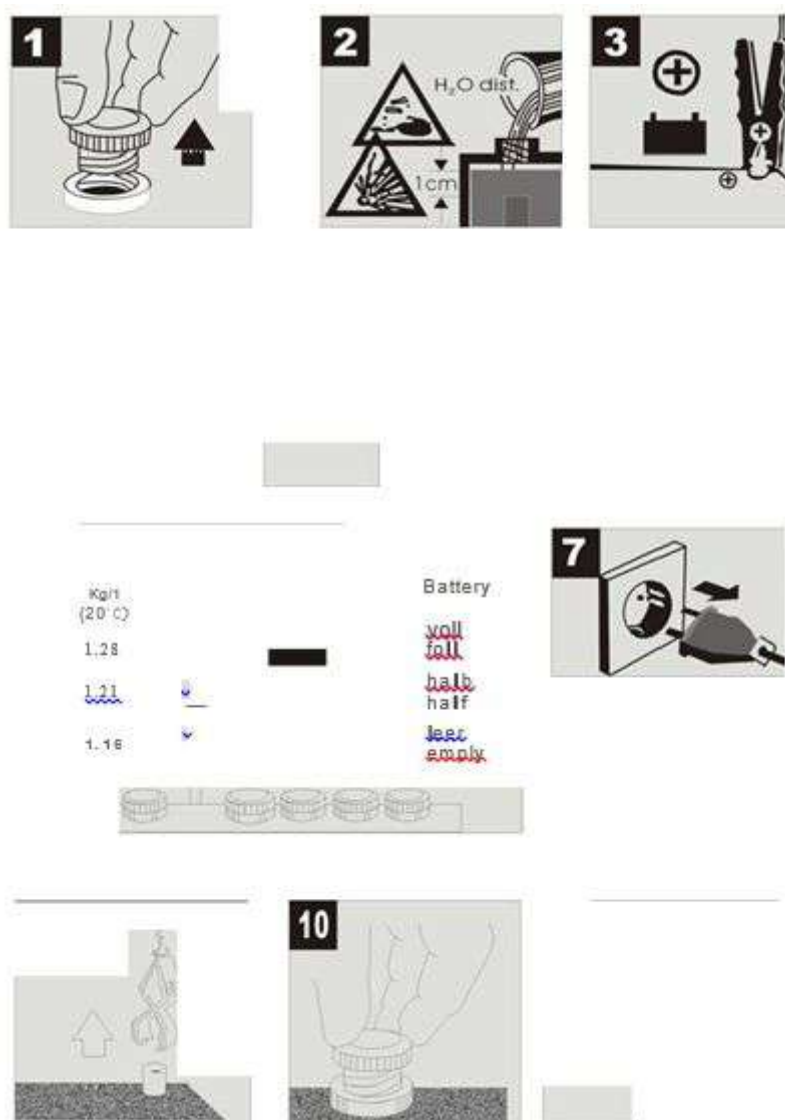 1
2
3
H₂O dist.
1cm
7
Kg/1
(20°C)
1.28
1.21
1.16
Battery
voll
foll
halb
half
leer
emply
10